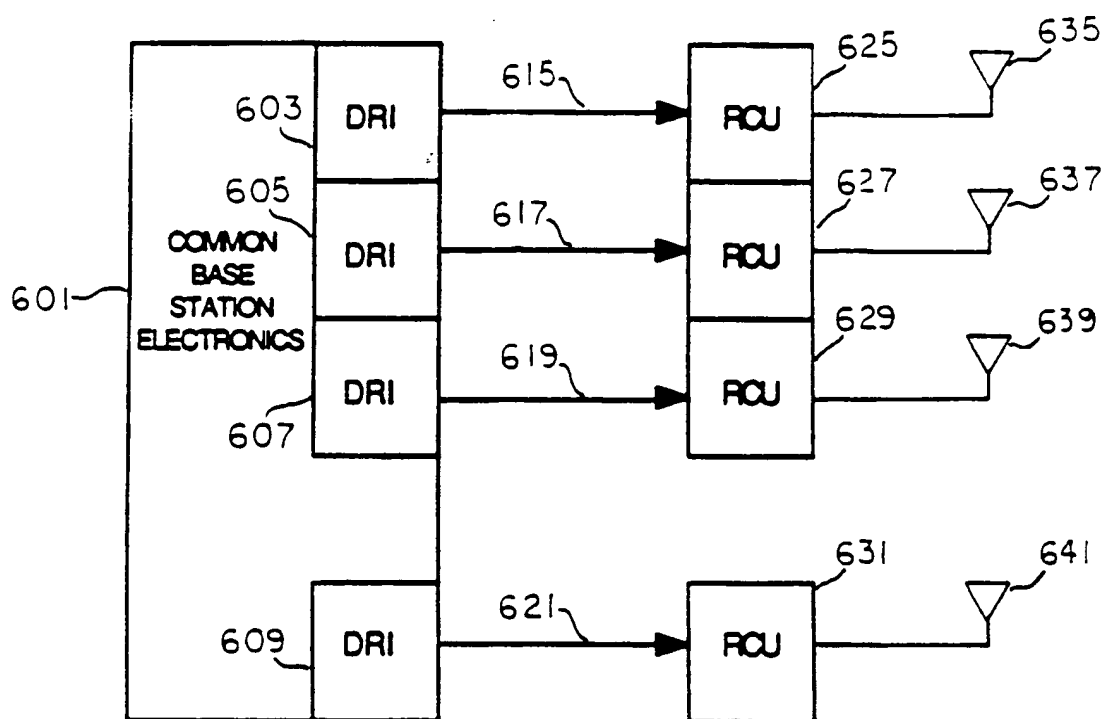 635
615
625
603
DRI
RCU
605
617
627
637
COMMON
BASE
STATION
ELECTRONICS
DRI
RCU
601
619
629
639
607
DRI
RCU
631
641
621
609
DRI
RCU